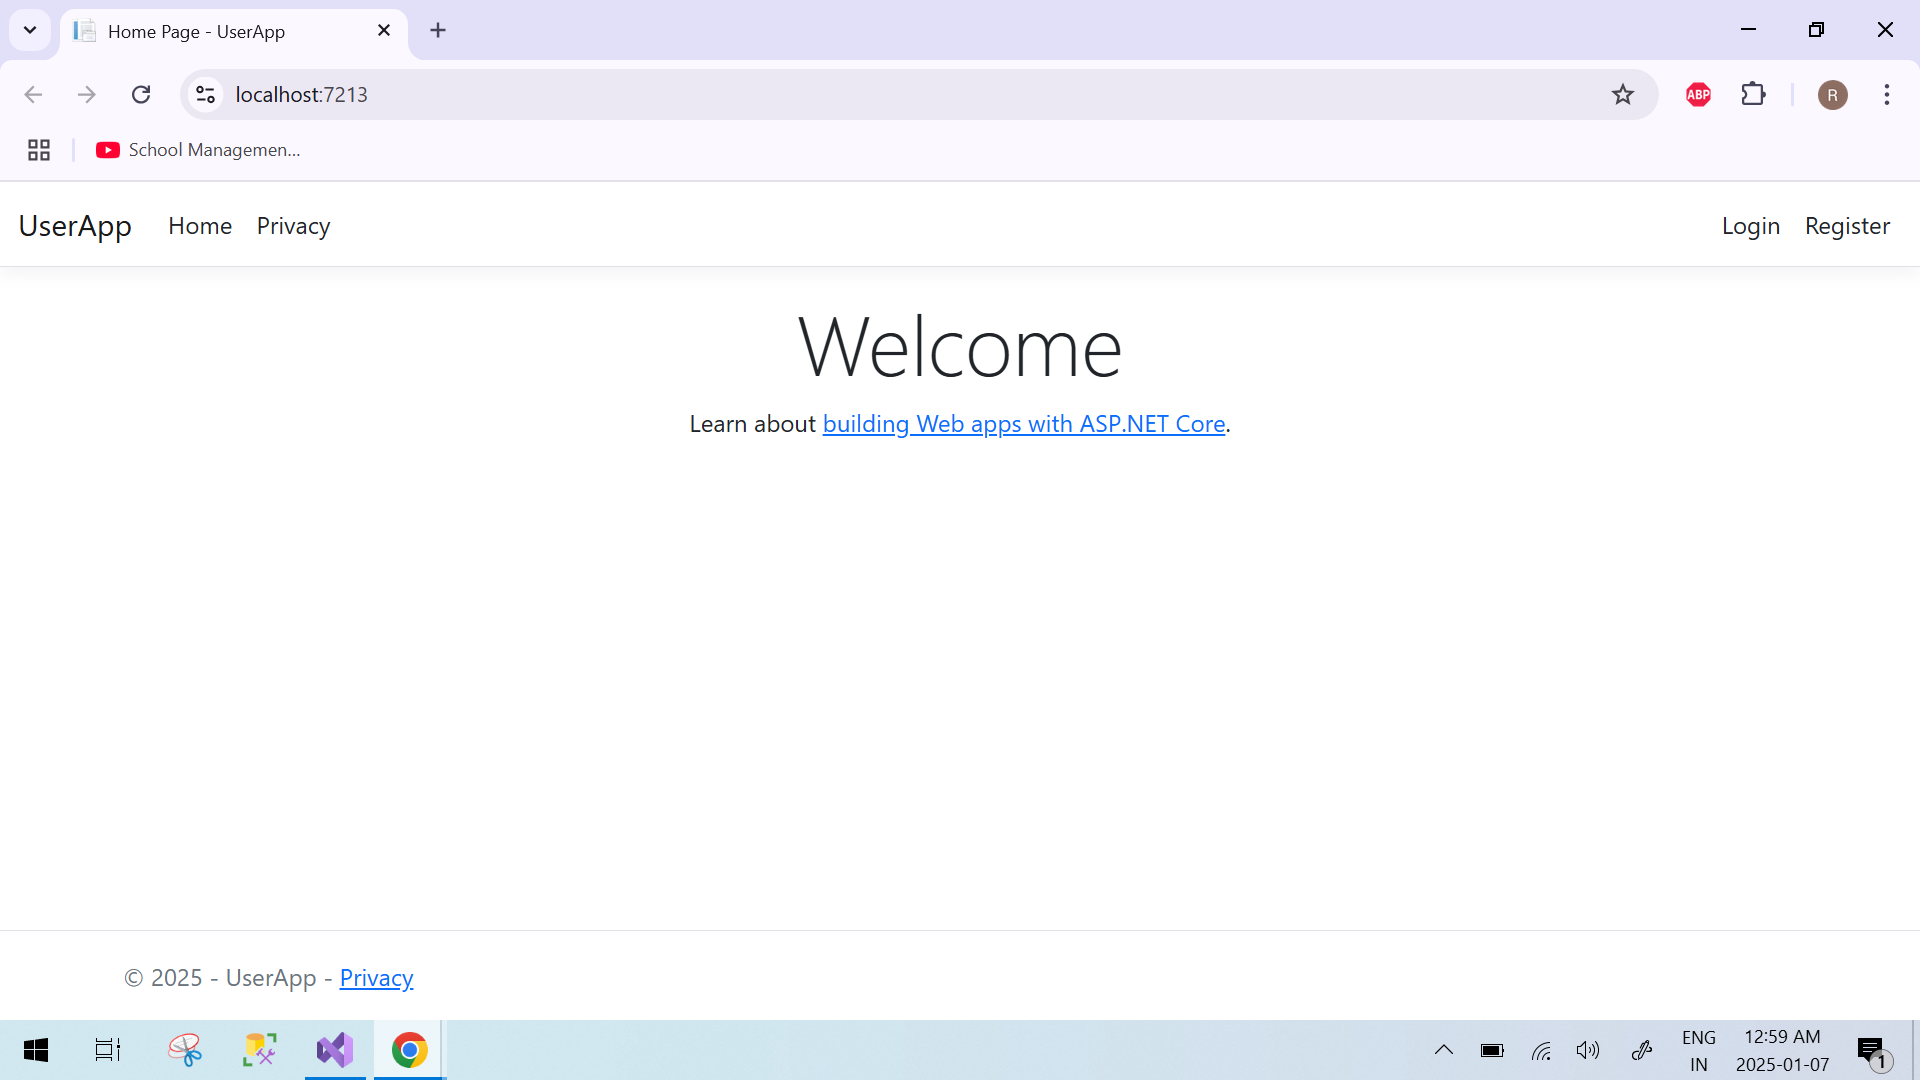 Home Page - UserApp
localhost:7213
ABP
R
School Managemen...
UserApp Home Privacy Login Register
Welcome
Learn about building Web apps with ASP.NET Core.
© 2025 - UserApp - Privacy
ENG 12:59 AM
IN 2025-01-07
1